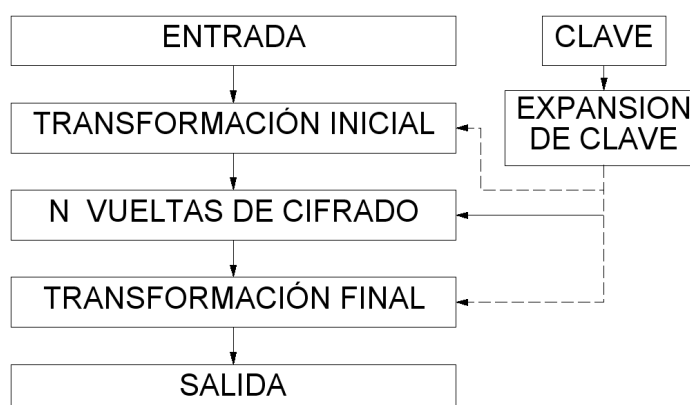 ENTRADA
CLAVE
TRANSFORMACIÓN INICIAL
EXPANSION
DE CLAVE
N VUELTAS DE CIFRADO
TRANSFORMACIÓN FINAL
SALIDA